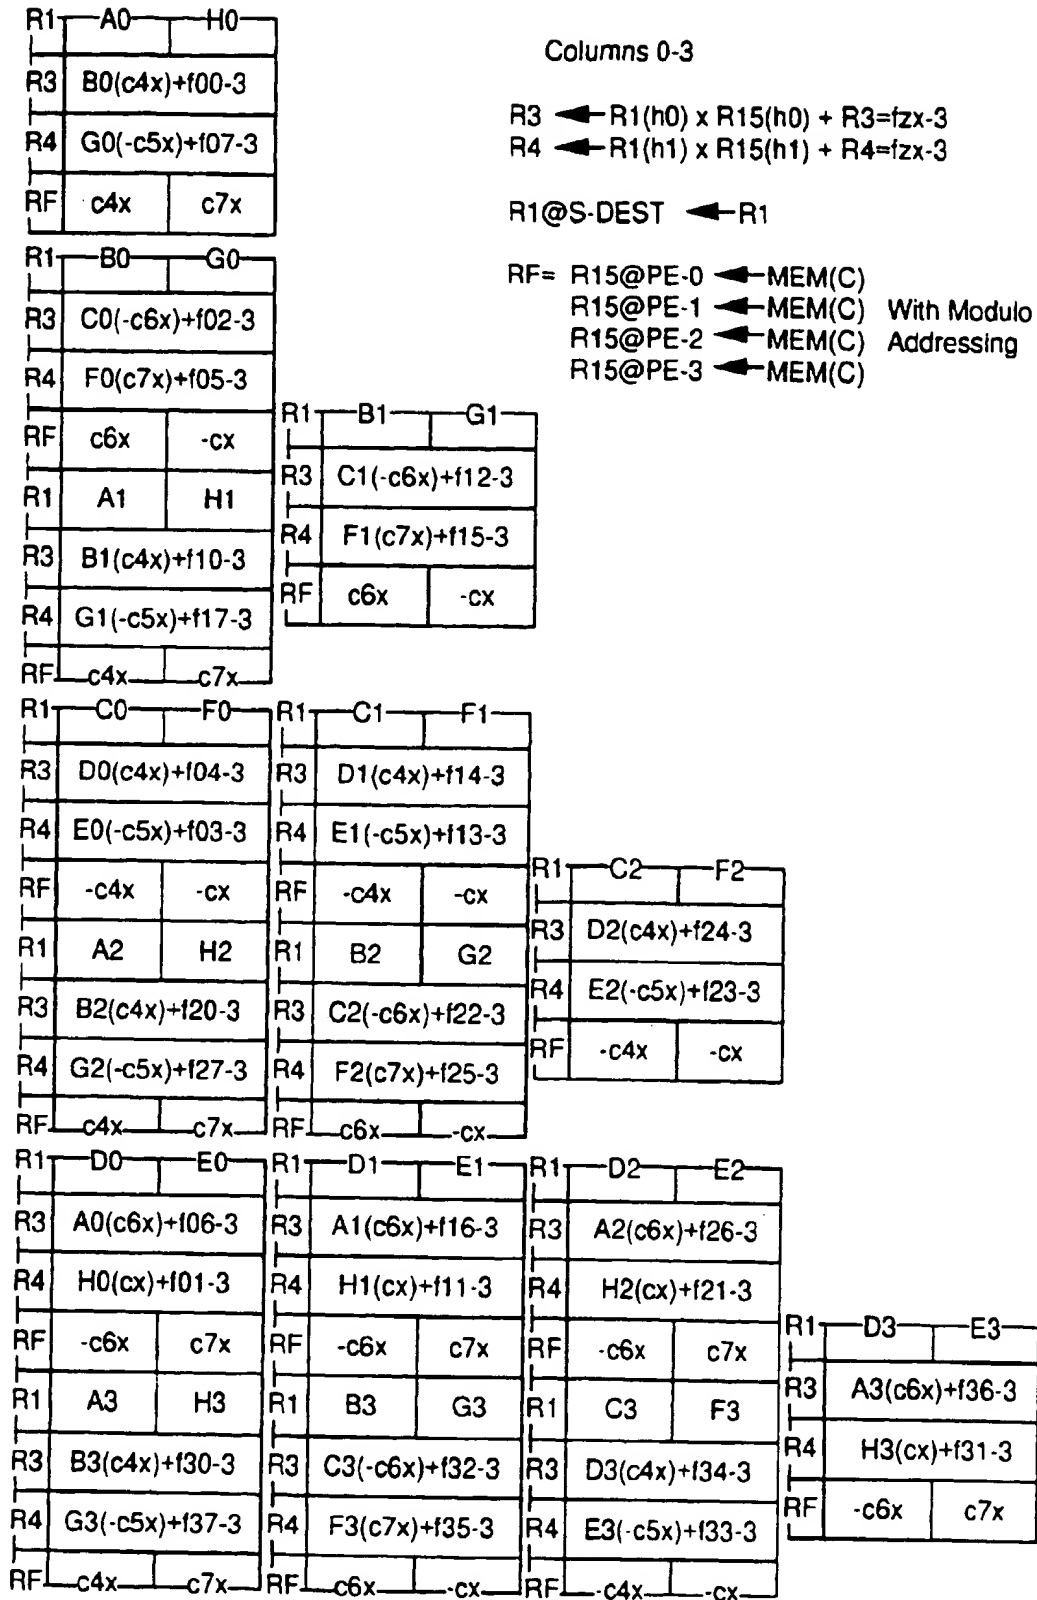 R1 A0 H0
R3 B0(c4x)+f00-3
R4 G0(-c5x)+f07-3
RF c4x c7x
Columns 0-3
R3 ◄─ R1(h0) x R15(h0) + R3=fzx-3
R4 ◄─ R1(h1) x R15(h1) + R4=fzx-3
R1@S-DEST ◄─ R1
RF= R15@PE-0 ◄─ MEM(C)
R15@PE-1 ◄─ MEM(C) With Modulo
R15@PE-2 ◄─ MEM(C) Addressing
R15@PE-3 ◄─ MEM(C)
R1 B0 G0
R3 C0(-c6x)+f02-3
R4 F0(c7x)+f05-3
RF c6x -cx
R1 A1 H1
R3 B1(c4x)+f10-3
R4 G1(-c5x)+f17-3
RF c4x c7x
R1 B1 G1
R3 C1(-c6x)+f12-3
R4 F1(c7x)+f15-3
RF c6x -cx
R1 C0 F0
R3 D0(c4x)+f04-3
R4 E0(-c5x)+f03-3
RF -c4x -cx
R1 A2 H2
R3 B2(c4x)+f20-3
R4 G2(-c5x)+f27-3
RF c4x c7x
R1 C1 F1
R3 D1(c4x)+f14-3
R4 E1(-c5x)+f13-3
RF -c4x -cx
R1 B2 G2
R3 C2(-c6x)+f22-3
R4 F2(c7x)+f25-3
RF c6x -cx
R1 C2 F2
R3 D2(c4x)+f24-3
R4 E2(-c5x)+f23-3
RF -c4x -cx
R1 D0 E0
R3 A0(c6x)+f06-3
R4 H0(cx)+f01-3
RF -c6x c7x
R1 A3 H3
R3 B3(c4x)+f30-3
R4 G3(-c5x)+f37-3
RF c4x c7x
R1 D1 E1
R3 A1(c6x)+f16-3
R4 H1(cx)+f11-3
RF -c6x c7x
R1 B3 G3
R3 C3(-c6x)+f32-3
R4 F3(c7x)+f35-3
RF c6x -cx
R1 D2 E2
R3 A2(c6x)+f26-3
R4 H2(cx)+f21-3
RF -c6x c7x
R1 C3 F3
R3 D3(c4x)+f34-3
R4 E3(-c5x)+f33-3
RF -c4x -cx
R1 D3 E3
R3 A3(c6x)+f36-3
R4 H3(cx)+f31-3
RF -c6x c7x